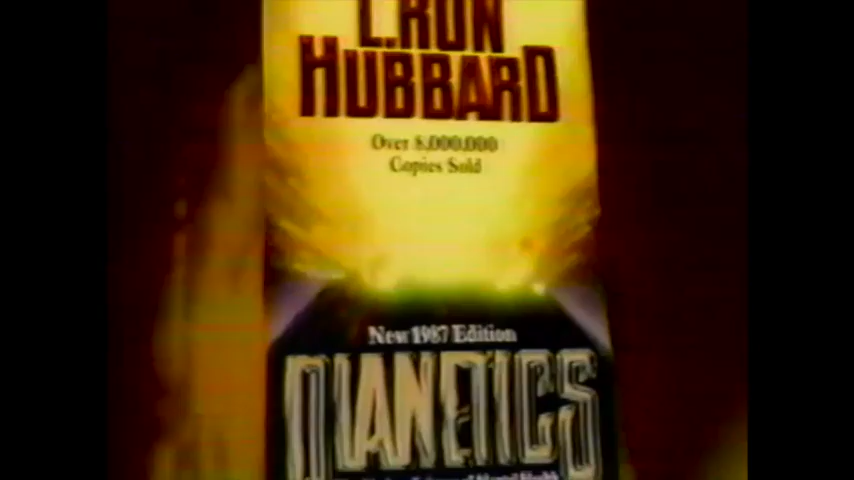 L. RON
HUBBARD
Over 8,000,000
Copies Sold
New 1987 Edition
DIANETICS